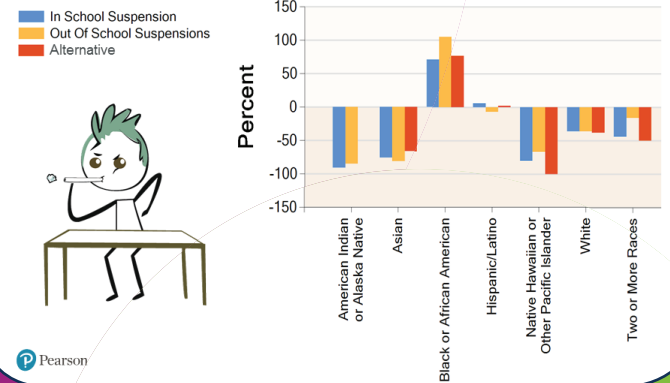 In School Suspension
Out Of School Suspensions
Alternative
Percent
150
100
50
0
-50
-100
-150
American Indian
or Alaska Native
Asian
Black or African American
Hispanic/Latino
Native Hawaiian or
Other Pacific Islander
White
Two or More Races
P Pearson